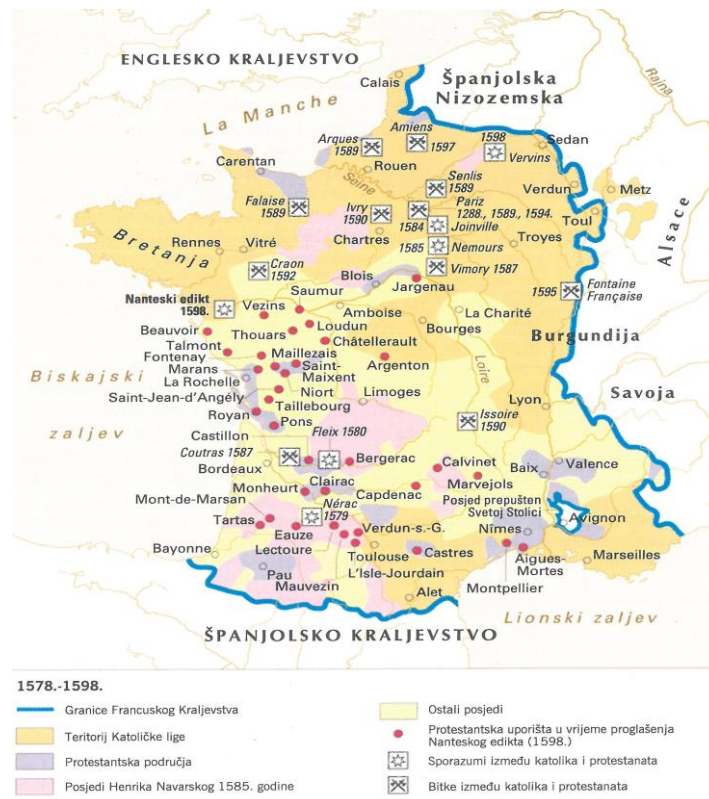 ENGLESKO KRALJEVSTVO
Calais
Španjolska
Nizozemska
Rajna
La Manche
Arques
1589
Amiens
1597
1598
Vervins
Sedan
Carentan
Rouen
Seine
Senlis
1589
Verdun
Metz
Falaise
1589
Ivry
1590
Pariz
1288., 1589., 1594.
1584
Joinville
Toul
Alsace
Bretanja
Rennes
Vitré
Chartres
1585
Nemours
Troyes
Craon
1592
Blois
Vimory 1587
Jargenau
1595
Fontaine
Française
Nanteski edikt
1598.
Vezins
Saumur
Amboise
La Charité
Beauvoir
Thouars
Loudun
Bourges
Burgundija
Talmont
Châtellerault
Fontenay
Maillezais
Argenton
Marans
Saint-
Maixent
Loire
Biskajski
zaljev
La Rochelle
Niort
Limoges
Savoja
Saint-Jean-d'Angély
Taillebourg
Lyon
Royan
Pons
Issoire
1590
Castillon
Fleix 1580
Coutras 1587
Bordeaux
Bergerac
Calvinet
Baix
Valence
Monheurt
Clairac
Capdenac
Marvejols
Mont-de-Marsan
Nérac
1579
Posjed prepušten
Svetoj Stolici
Tartas
Verdun-s.-G.
Nîmes
Avignon
Eauze
Bayonne
Lectoure
Toulouse
Castres
Aigues-
Mortes
Marseilles
Pau
L'Isle-Jourdain
Mauvezin
Montpellier
Alet
Lionski zaljev
ŠPANJOLSKO KRALJEVSTVO
1578.-1598.
Granice Francuskog Kraljevstva
Teritorij Katoličke lige
Protestantska područja
Posjedi Henrika Navarskog 1585. godine
Ostali posjedi
Protestantska uporišta u vrijeme proglašenja
Nanteskog edikta (1598.)
Sporazumi između katolika i protestanata
Bitke između katolika i protestanata